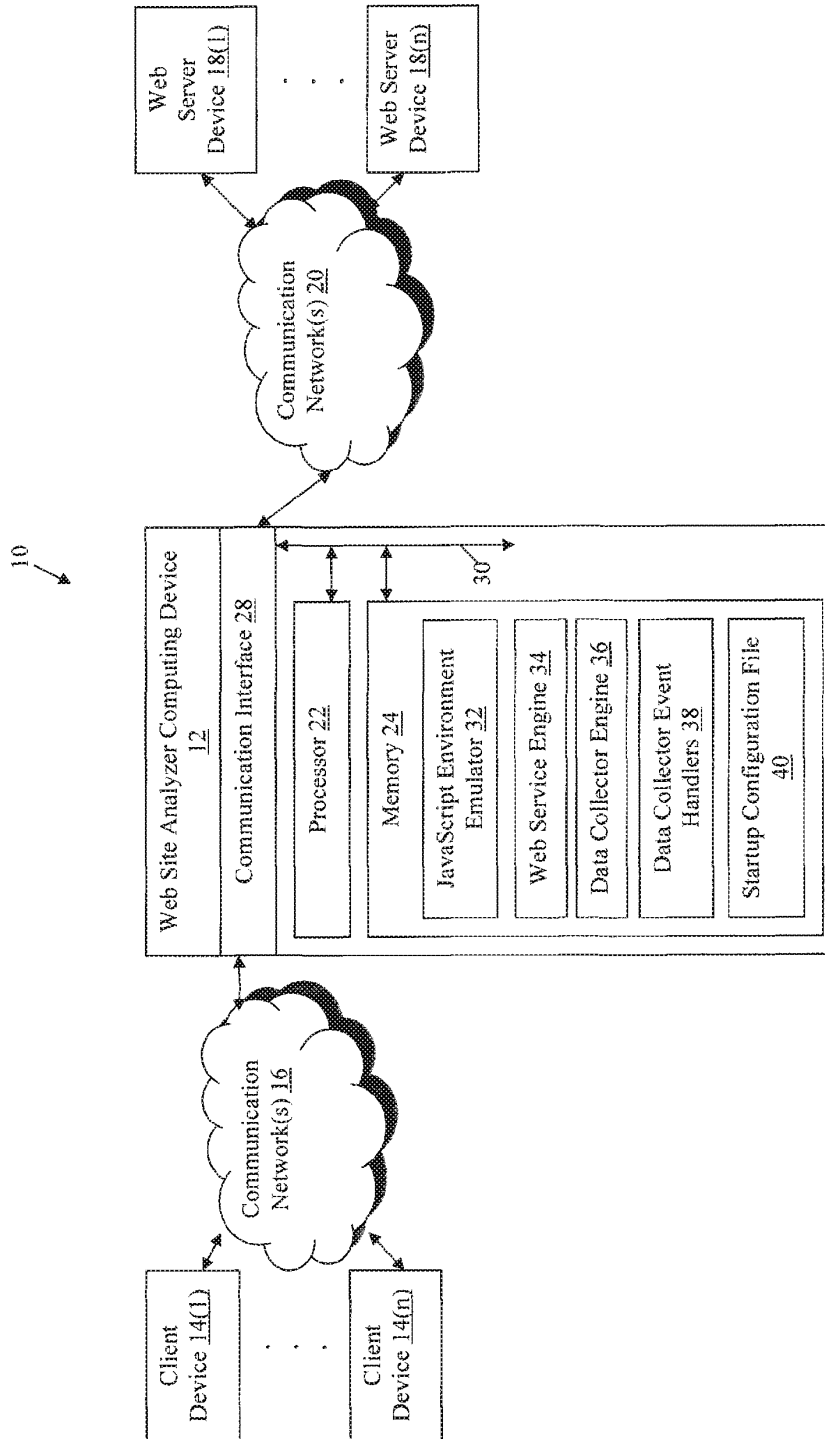 10
Client
Device 14(1)
. . .
Client
Device 14(n)
Communication
Network(s) 16
Web Site Analyzer Computing Device
12
Communication Interface 28
Processor 22
30
Memory 24
JavaScript Environment
Emulator 32
Web Service Engine 34
Data Collector Engine 36
Data Collector Event
Handlers 38
Startup Configuration File
40
Communication
Network(s) 20
Web
Server
Device 18(1)
. . .
Web Server
Device 18(n)